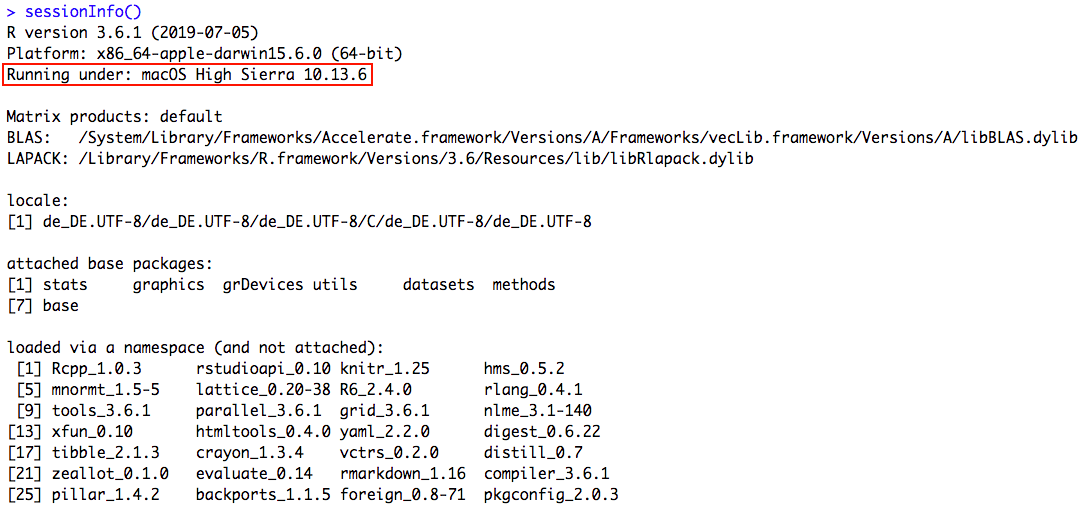 > sessionInfo()
R version 3.6.1 (2019-07-05)
Platform: x86_64-apple-darwin15.6.0 (64-bit)
Running under: macOS High Sierra 10.13.6

Matrix products: default
BLAS:   /System/Library/Frameworks/Accelerate.framework/Versions/A/Frameworks/vecLib.framework/Versions/A/libBLAS.dylib
LAPACK: /Library/Frameworks/R.framework/Versions/3.6/Resources/lib/libRlapack.dylib

locale:
[1] de_DE.UTF-8/de_DE.UTF-8/de_DE.UTF-8/C/de_DE.UTF-8/de_DE.UTF-8

attached base packages:
[1] stats     graphics  grDevices utils     datasets  methods
[7] base

loaded via a namespace (and not attached):
 [1] Rcpp_1.0.3      rstudioapi_0.10 knitr_1.25      hms_0.5.2
 [5] mnormt_1.5-5    lattice_0.20-38 R6_2.4.0        rlang_0.4.1
 [9] tools_3.6.1     parallel_3.6.1  grid_3.6.1      nlme_3.1-140
[13] xfun_0.10       htmltools_0.4.0 yaml_2.2.0      digest_0.6.22
[17] tibble_2.1.3    crayon_1.3.4    vctrs_0.2.0     distill_0.7
[21] zeallot_0.1.0   evaluate_0.14   rmarkdown_1.16  compiler_3.6.1
[25] pillar_1.4.2    backports_1.1.5 foreign_0.8-71  pkgconfig_2.0.3